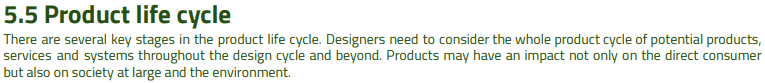 5.5 Product life cycle
There are several key stages in the product life cycle. Designers need to consider the whole product cycle of potential products,
services and systems throughout the design cycle and beyond. Products may have an impact not only on the direct consumer
but also on society at large and the environment.